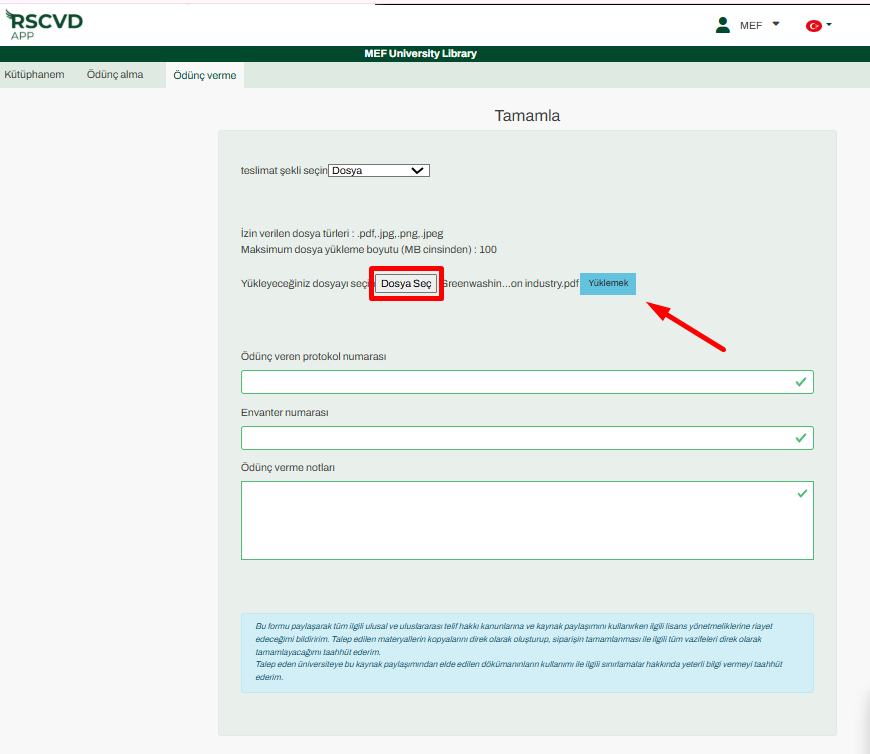 RSCVD
APP
MEF
MEF University Library
Kütüphanem Ödünç alma Ödünç verme
Tamamla
teslimat şekli seçin Dosya
İzin verilen dosya türleri : .pdf,.jpg,.png,.jpeg
Maksimum dosya yükleme boyutu (MB cinsinden) : 100
Yükleyeceğiniz dosyayı seçin Dosya Seç Greenwashin...on industry.pdf Yüklemek
Ödünç veren protokol numarası
Envanter numarası
Ödünç verme notları
Bu formu paylaşarak tüm ilgili ulusal ve uluslararası telif hakkı kanunlarına ve kaynak paylaşımını kullanırken ilgili lisans yönetmeliklerine riayet
edeceğimi bildiririm. Talep edilen materyallerin kopyalarını direk olarak oluşturup, siparişin tamamlanması ile ilgili tüm vazifeleri direk olarak
tamamlayacağımı taahhüt ederim.
Talep eden üniversiteye bu kaynak paylaşımından elde edilen dökümanınların kullanımı ile ilgili sınırlamalar hakkında yeterli bilgi vermeyi taahhüt
ederim.